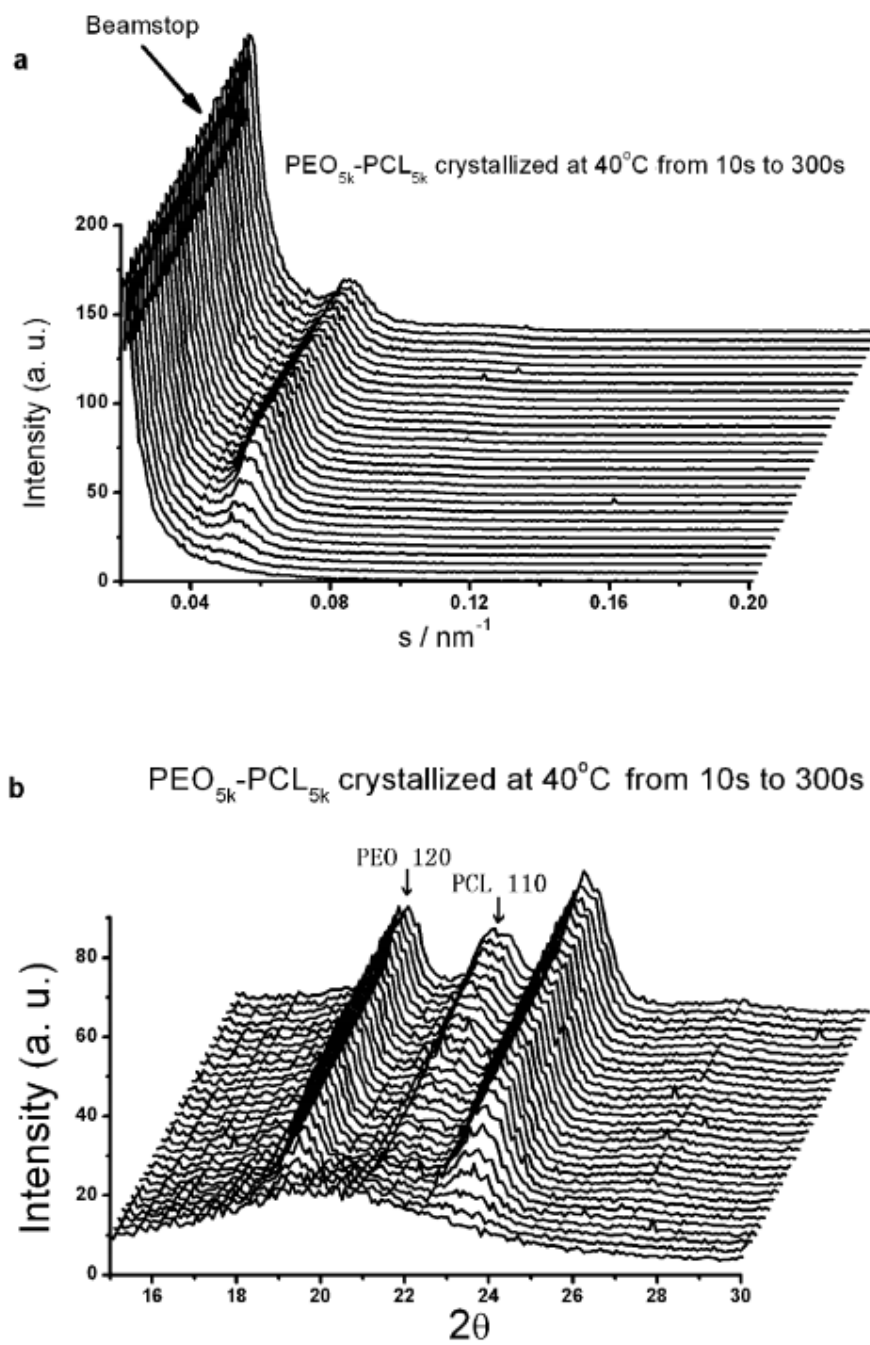 Beamstop
a
PEO5k-PCL5k crystallized at 40°C from 10s to 300s
200
150
100
50
0
Intensity (a. u.)
0.04 0.08 0.12 0.16 0.20
s / nm-1
b
PEO5k-PCL5k crystallized at 40°C from 10s to 300s
PEO 120
PCL 110
80
60
40
20
0
Intensity (a. u.)
16 18 20 22 24 26 28 30
2θ